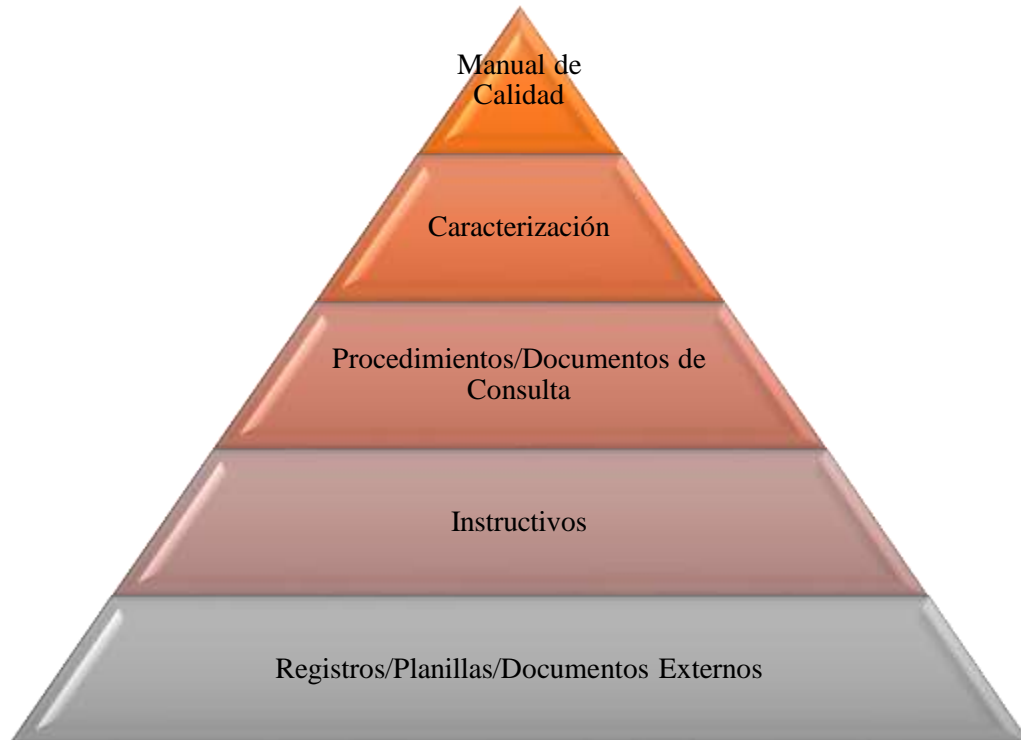 Manual de
Calidad
Caracterización
Procedimientos/Documentos de
Consulta
Instructivos
Registros/Planillas/Documentos Externos